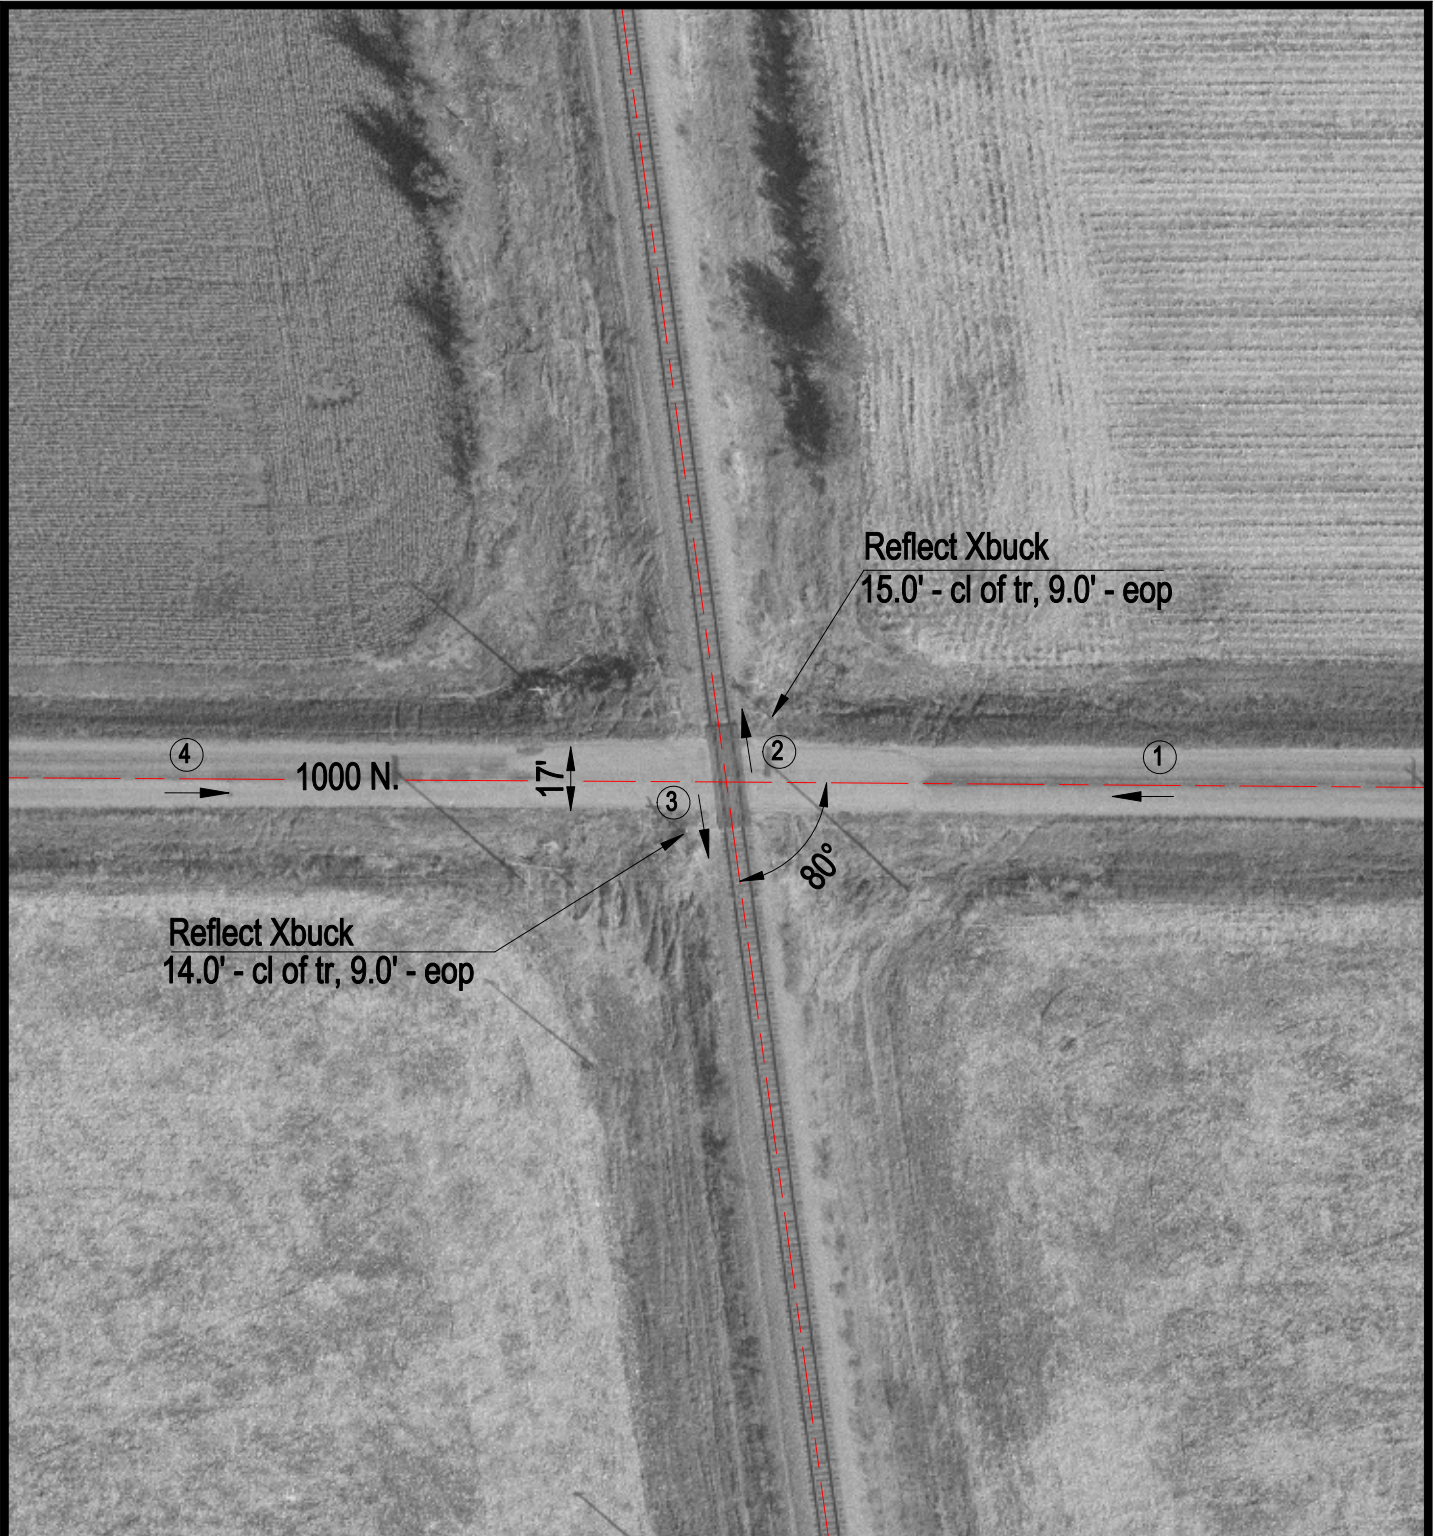 Reflect Xbuck
15.0' - cl of tr, 9.0' - eop
4
1000 N.
17'
2
1
3
80°
Reflect Xbuck
14.0' - cl of tr, 9.0' - eop